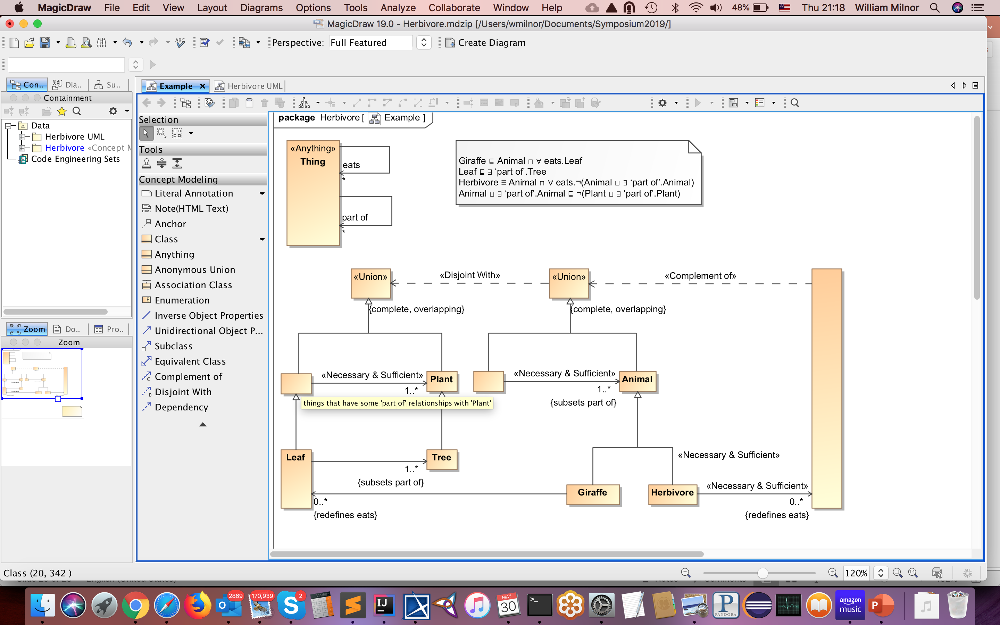 MagicDraw File Edit View Layout Diagrams Options Tools Analyze Collaborate Window Help 48% Thu 21:18 William Milnor
MagicDraw 19.0 - Herbivore.mdzip [/Users/wmilnor/Documents/Symposium2019/]
ABC Perspective: Full Featured Create Diagram
Con.. Dia.. Su..
Example Herbivore UML
Containment
Data
Herbivore UML
Herbivore «Concept M
Code Engineering Sets
Zoom Do.. Pro..
Zoom
Selection
Tools
Concept Modeling
Literal Annotation
HTML Note(HTML Text)
Anchor
Class
Anything
Anonymous Union
Association Class
E Enumeration
Inverse Object Properties
Unidirectional Object P...
Subclass
Equivalent Class
C Complement of
D Disjoint With
Dependency
package Herbivore [ Example ]
«Anything»
Thing
eats
*
part of
*
Giraffe ⊑ Animal ⊓ ∀ eats.Leaf
Leaf ⊑ ∃ ‘part of’.Tree
Herbivore ≡ Animal ⊓ ∀ eats.¬(Animal ⊔ ∃ ‘part of’.Animal)
Animal ⊔ ∃ ‘part of’.Animal ⊑ ¬(Plant ⊔ ∃ ‘part of’.Plant)
«Union» «Disjoint With» «Union» «Complement of»
{complete, overlapping} {complete, overlapping}
«Necessary & Sufficient» Plant «Necessary & Sufficient» Animal
1..* 1..*
things that have some 'part of' relationships with 'Plant' {subsets part of}
Leaf Tree «Necessary & Sufficient»
1..*
{subsets part of} «Necessary & Sufficient»
Giraffe Herbivore
0..* 0..*
{redefines eats} {redefines eats}
Class (20, 342 ) 120% 1:1
2869 170,939 2 3.141593 IJ MAY 30 >_ P PANDORA amazon music P